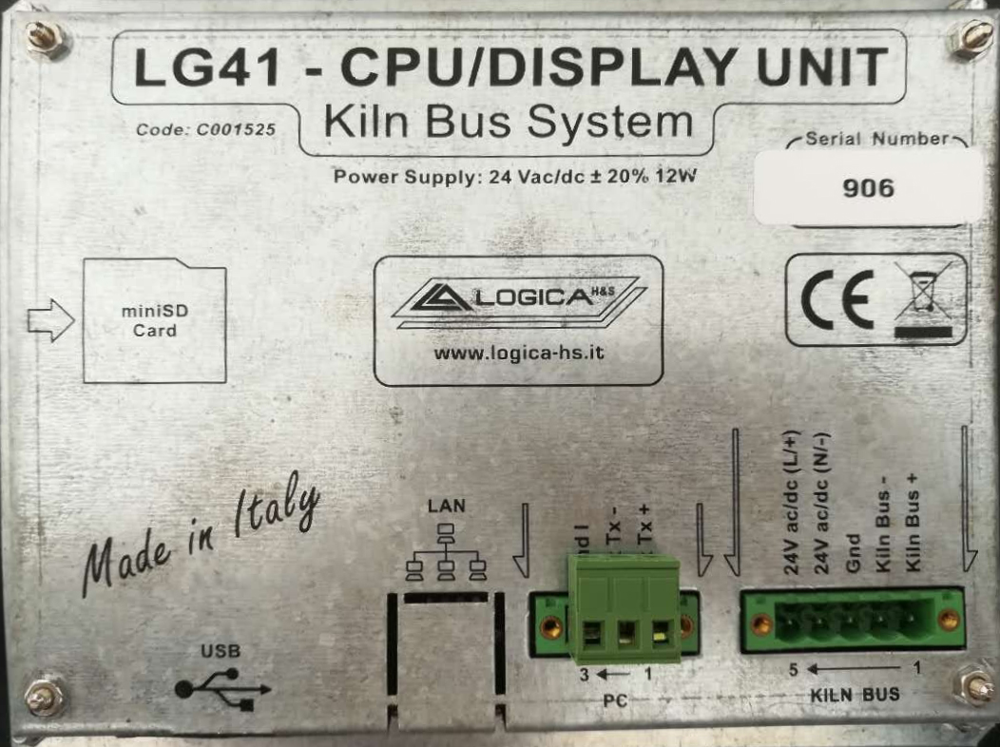 LG41 - CPU/DISPLAY UNIT
Kiln Bus System
Code: C001525
Power Supply: 24 Vac/dc ± 20% 12W
Serial Number
906
miniSD
Card
LOGICA H&S
www.logica-hs.it
CE
Made in Italy
LAN
Tx -
Tx +
24V ac/dc (L/+)
24V ac/dc (N/-)
Gnd
Kiln Bus -
Kiln Bus +
USB
3 1
PC
5 1
KILN BUS